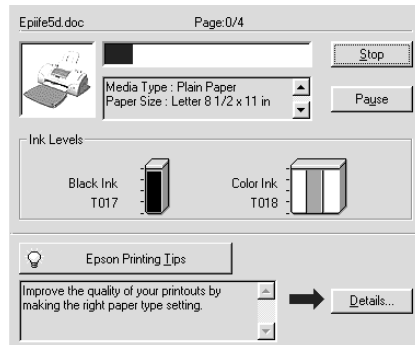 Epiife5d.doc Page:0/4
Stop
Media Type : Plain Paper
Paper Size : Letter 8 1/2 x 11 in
Pause
Ink Levels
Black Ink
T017
Color Ink
T018
Epson Printing Tips
Improve the quality of your printouts by
making the right paper type setting.
Details...